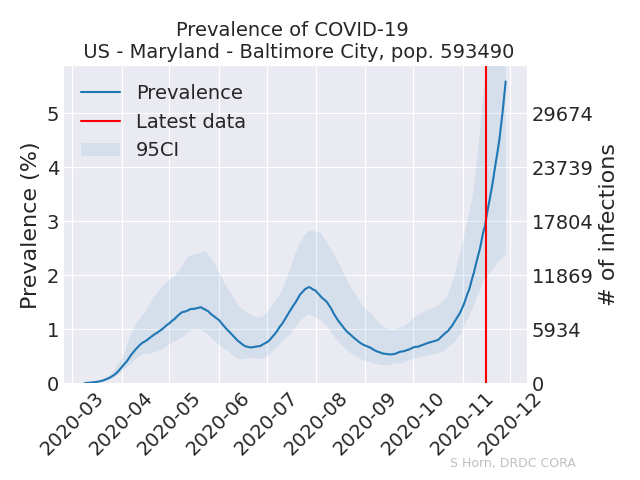 Prevalence of COVID-19
US - Maryland - Baltimore City, pop. 593490
Prevalence
Latest data
95CI
Prevalence (%)
5
4
3
2
1
0
29674
23739
17804
11869
5934
0
# of infections
2020-03
2020-04
2020-05
2020-06
2020-07
2020-08
2020-09
2020-10
2020-11
2020-12
S Horn, DRDC CORA